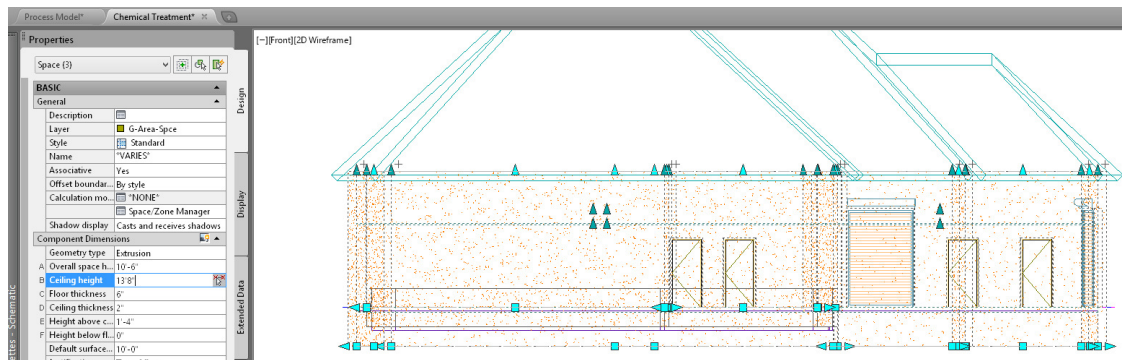 Process Model*
Chemical Treatment*
Properties
[−][Front][2D Wireframe]
Space (3)
BASIC
General
Description
Layer G-Area-Spce
Style Standard
Name *VARIES*
Associative Yes
Offset boundar... By style
Calculation mo... *NONE*
Space/Zone Manager
Shadow display Casts and receives shadows
Component Dimensions
Geometry type Extrusion
A Overall space h... 10'-6"
B Ceiling height 13'8"
C Floor thickness 6"
D Ceiling thickness 2"
E Height above c... 1'-4"
F Height below fl... 0"
Default surface... 10'-0"
Design
Display
Extended Data
ettes - Schematic